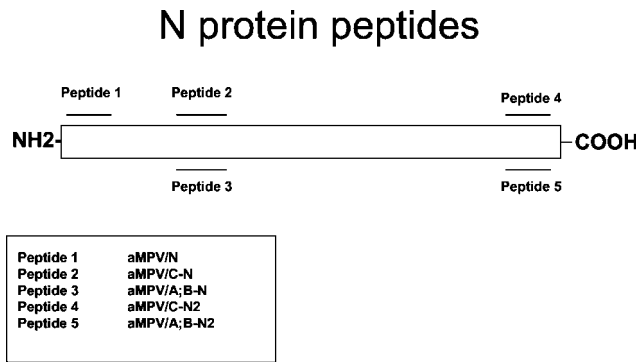 N protein peptides
Peptide 1
Peptide 2
Peptide 4
NH2
COOH
Peptide 3
Peptide 5
Peptide 1 aMPV/N
Peptide 2 aMPV/C-N
Peptide 3 aMPV/A;B-N
Peptide 4 aMPV/C-N2
Peptide 5 aMPV/A;B-N2